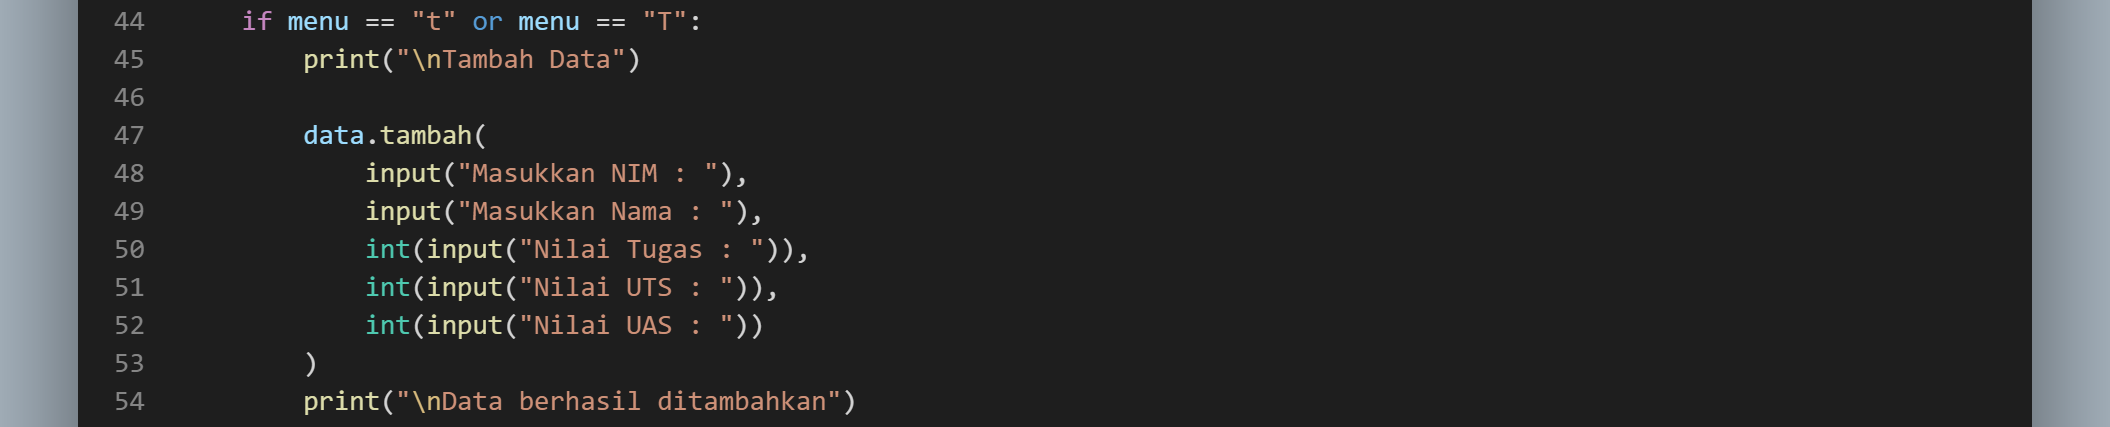 44 if menu == "t" or menu == "T":
45 print("\nTambah Data")
46
47 data.tambah(
48 input("Masukkan NIM : "),
49 input("Masukkan Nama : "),
50 int(input("Nilai Tugas : ")),
51 int(input("Nilai UTS : ")),
52 int(input("Nilai UAS : "))
53 )
54 print("\nData berhasil ditambahkan")